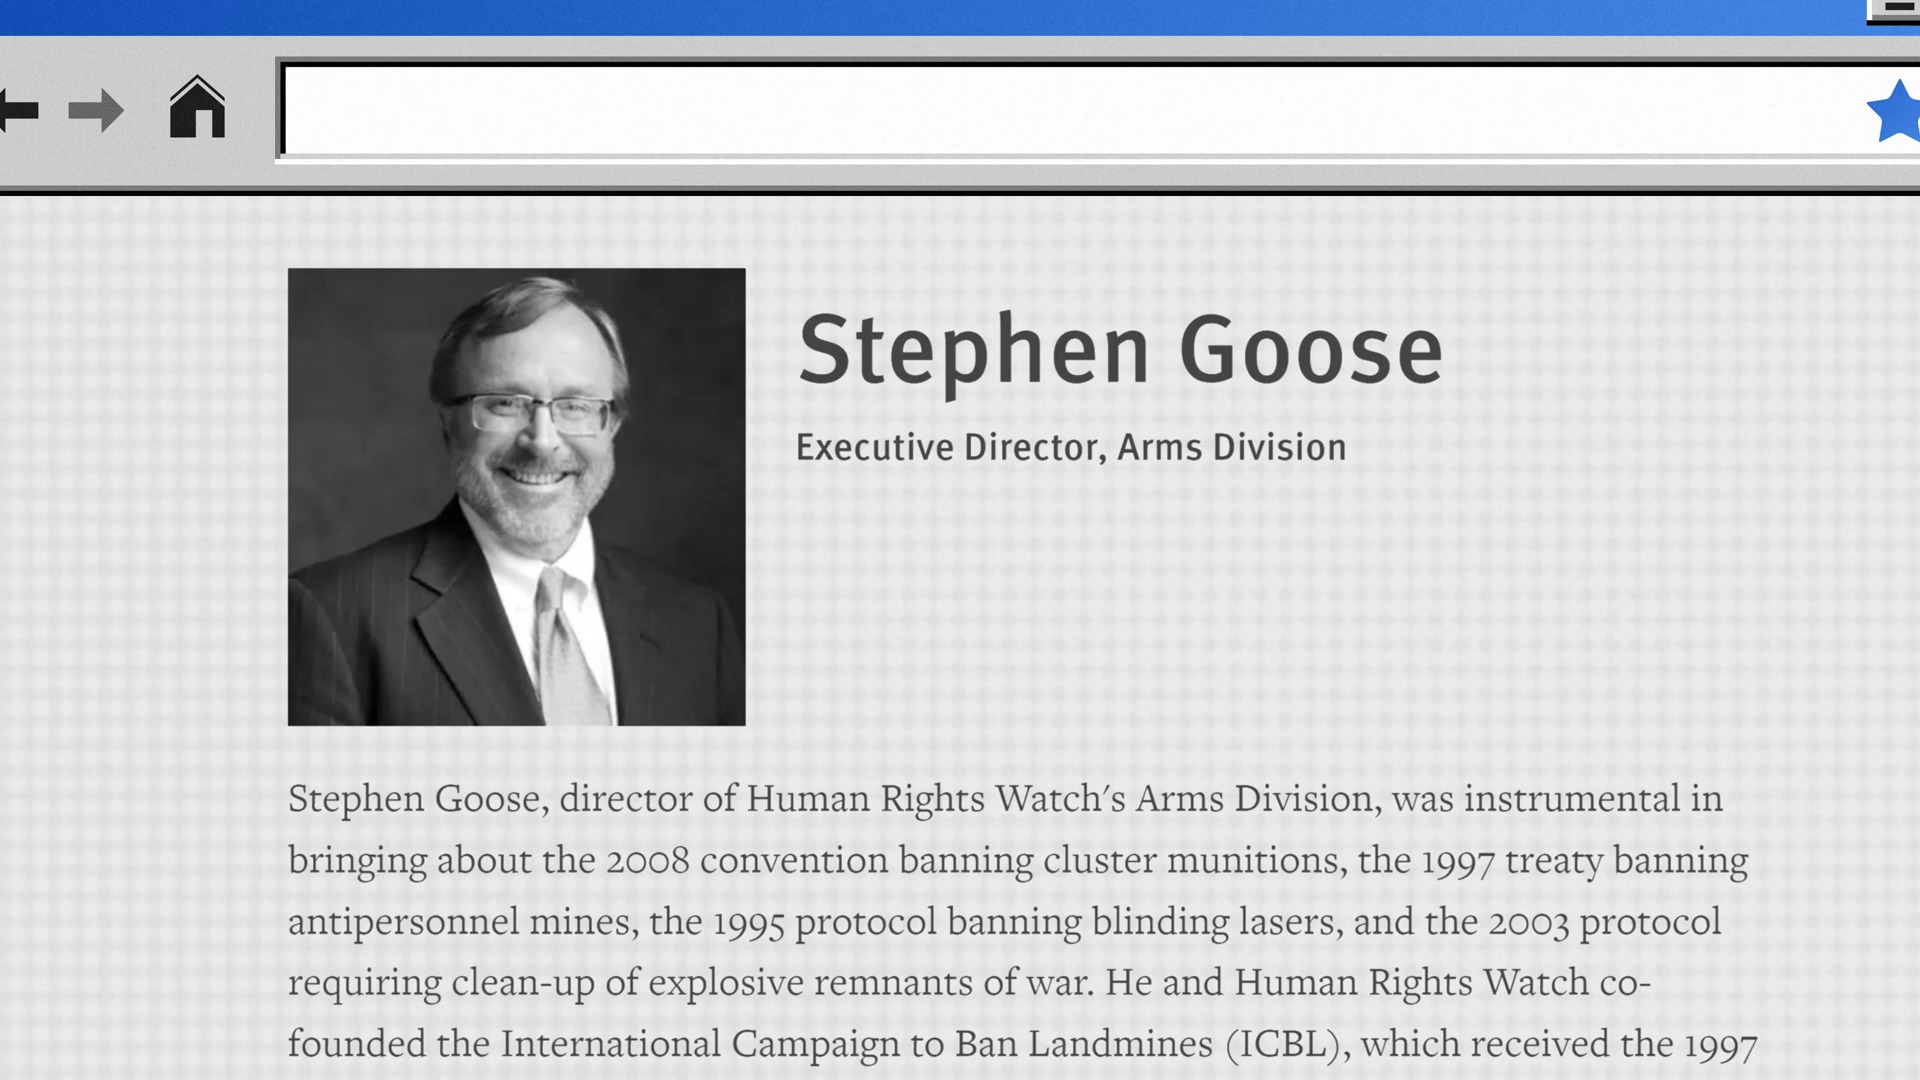 Stephen Goose
Executive Director, Arms Division
Stephen Goose, director of Human Rights Watch's Arms Division, was instrumental in
bringing about the 2008 convention banning cluster munitions, the 1997 treaty banning
antipersonnel mines, the 1995 protocol banning blinding lasers, and the 2003 protocol
requiring clean-up of explosive remnants of war. He and Human Rights Watch co-
founded the International Campaign to Ban Landmines (ICBL), which received the 1997